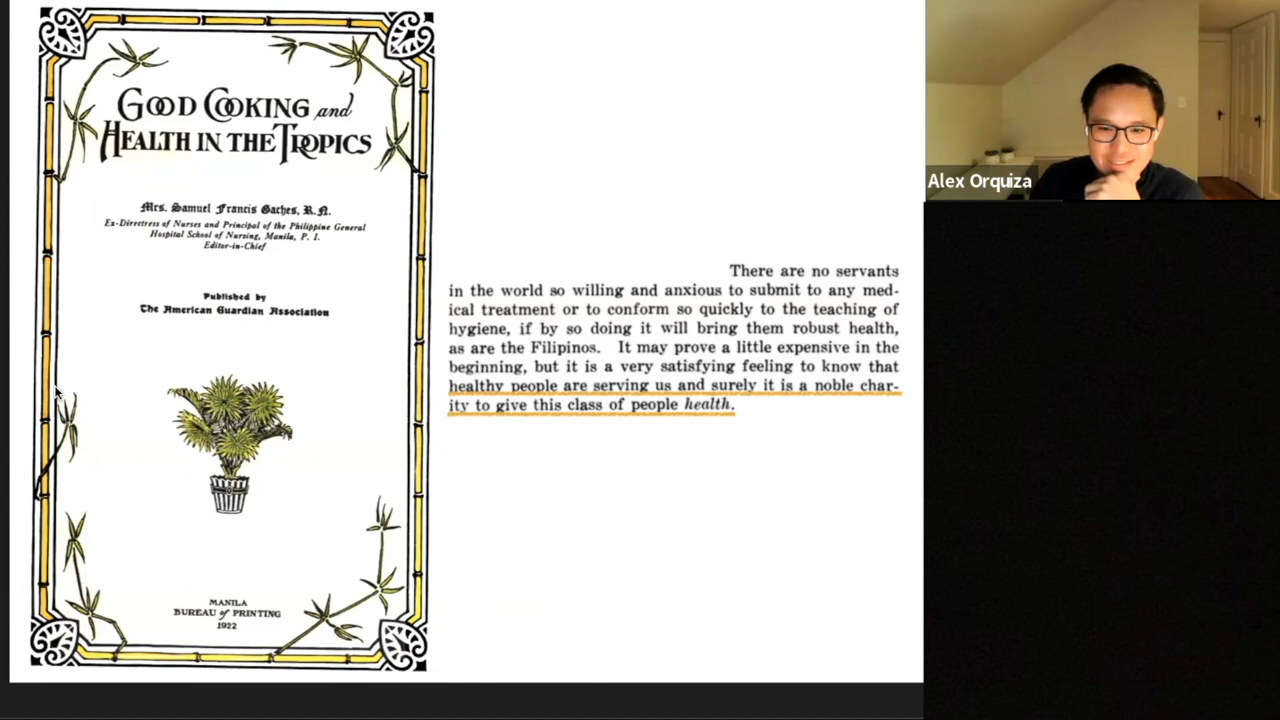 GOOD COOKING and
HEALTH IN THE TROPICS
Mrs. Samuel Francis Gaches, R.N.
Ex-Directress of Nurses and Principal of the Philippine General
Hospital School of Nursing, Manila, P. I.
Editor-in-Chief
Published by
The American Guardian Association
MANILA
BUREAU of PRINTING
1922
There are no servants
in the world so willing and anxious to submit to any med-
ical treatment or to conform so quickly to the teaching of
hygiene, if by so doing it will bring them robust health,
as are the Filipinos. It may prove a little expensive in the
beginning, but it is a very satisfying feeling to know that
healthy people are serving us and surely it is a noble char-
ity to give this class of people health.
Alex Orquiza